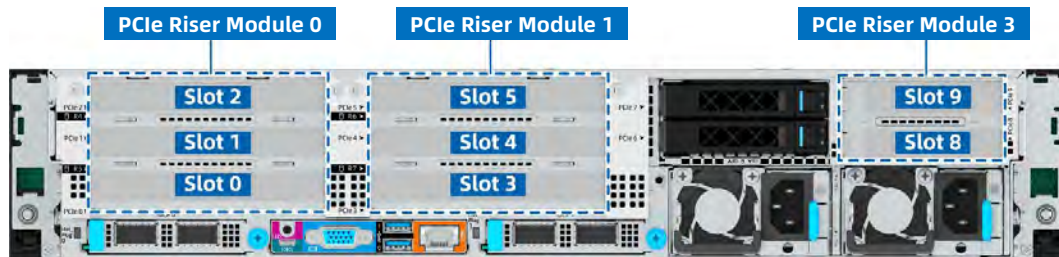 PCIe Riser Module 0
PCIe Riser Module 1
PCIe Riser Module 3
Slot 2
Slot 5
Slot 9
Slot 1
Slot 4
Slot 8
Slot 0
Slot 3